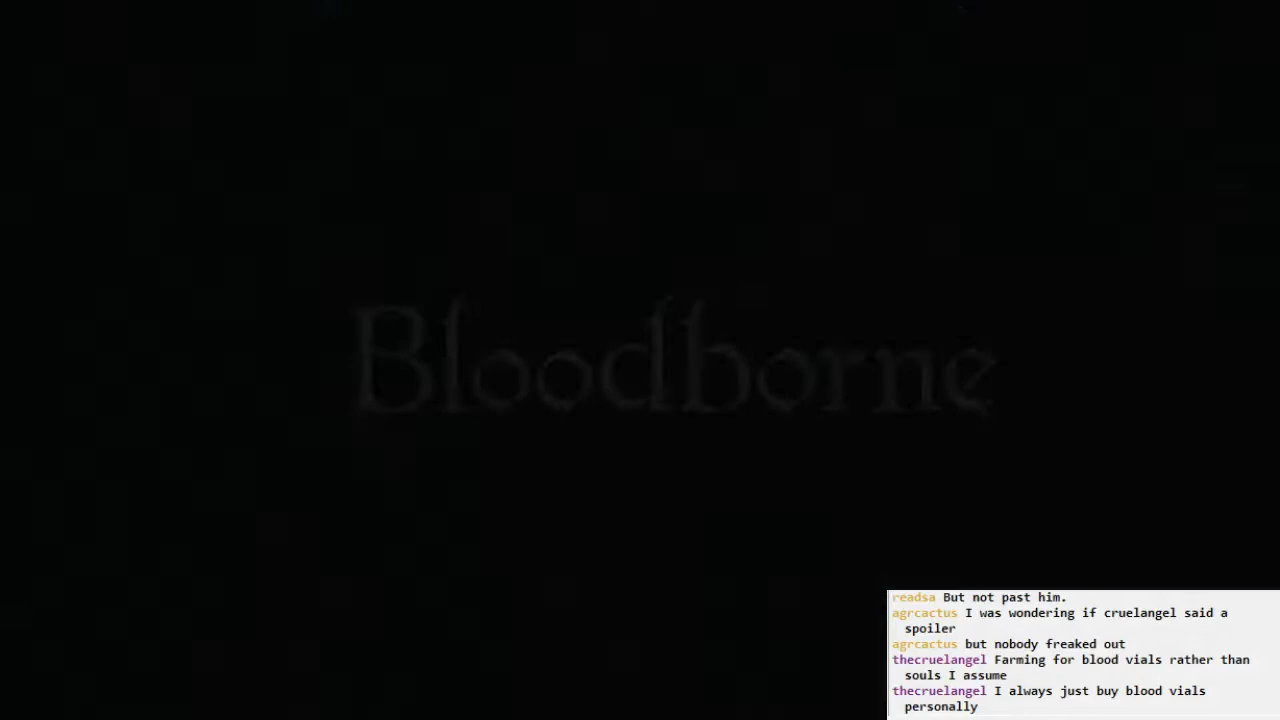 Bloodborne
readsa But not past him.
agrcactus I was wondering if cruelangel said a
spoiler
agrcactus but nobody freaked out
thecruelangel Farming for blood vials rather than
souls I assume
thecruelangel I always just buy blood vials
personally